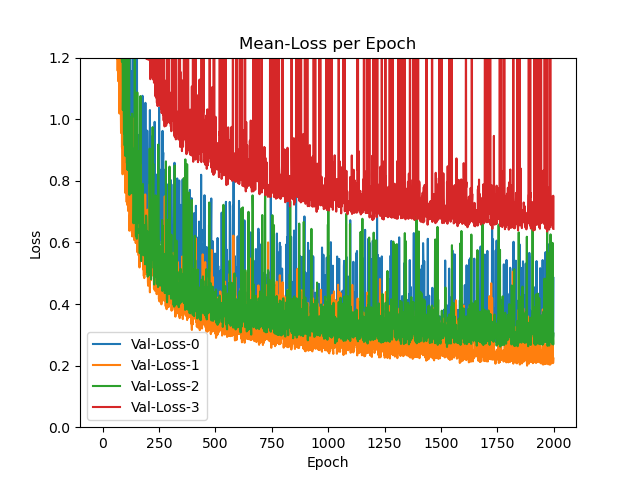 Mean-Loss per Epoch
1.2
1.0
0.8
0.6
0.4
0.2
0.0
Loss
Val-Loss-0
Val-Loss-1
Val-Loss-2
Val-Loss-3
0 250 500 750 1000 1250 1500 1750 2000
Epoch